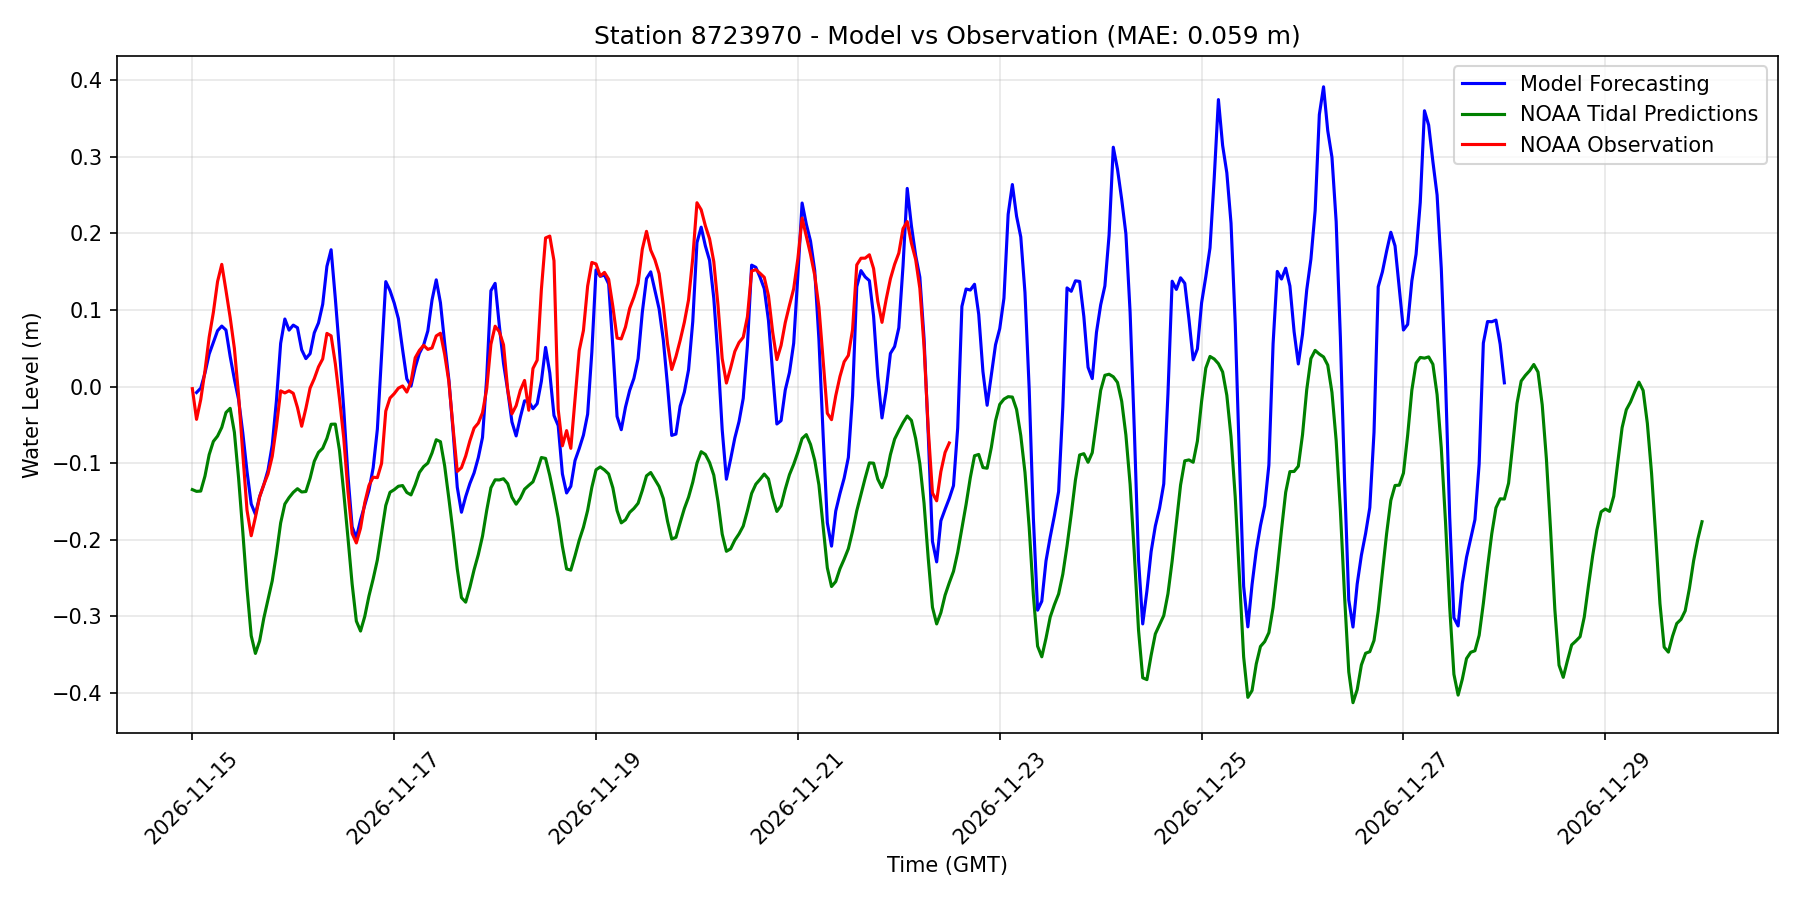 Station 8723970 - Model vs Observation (MAE: 0.059 m)
Model Forecasting
NOAA Tidal Predictions
NOAA Observation
Water Level (m)
0.4
0.3
0.2
0.1
0.0
−0.1
−0.2
−0.3
−0.4
2026-11-15
2026-11-17
2026-11-19
2026-11-21
2026-11-23
2026-11-25
2026-11-27
2026-11-29
Time (GMT)